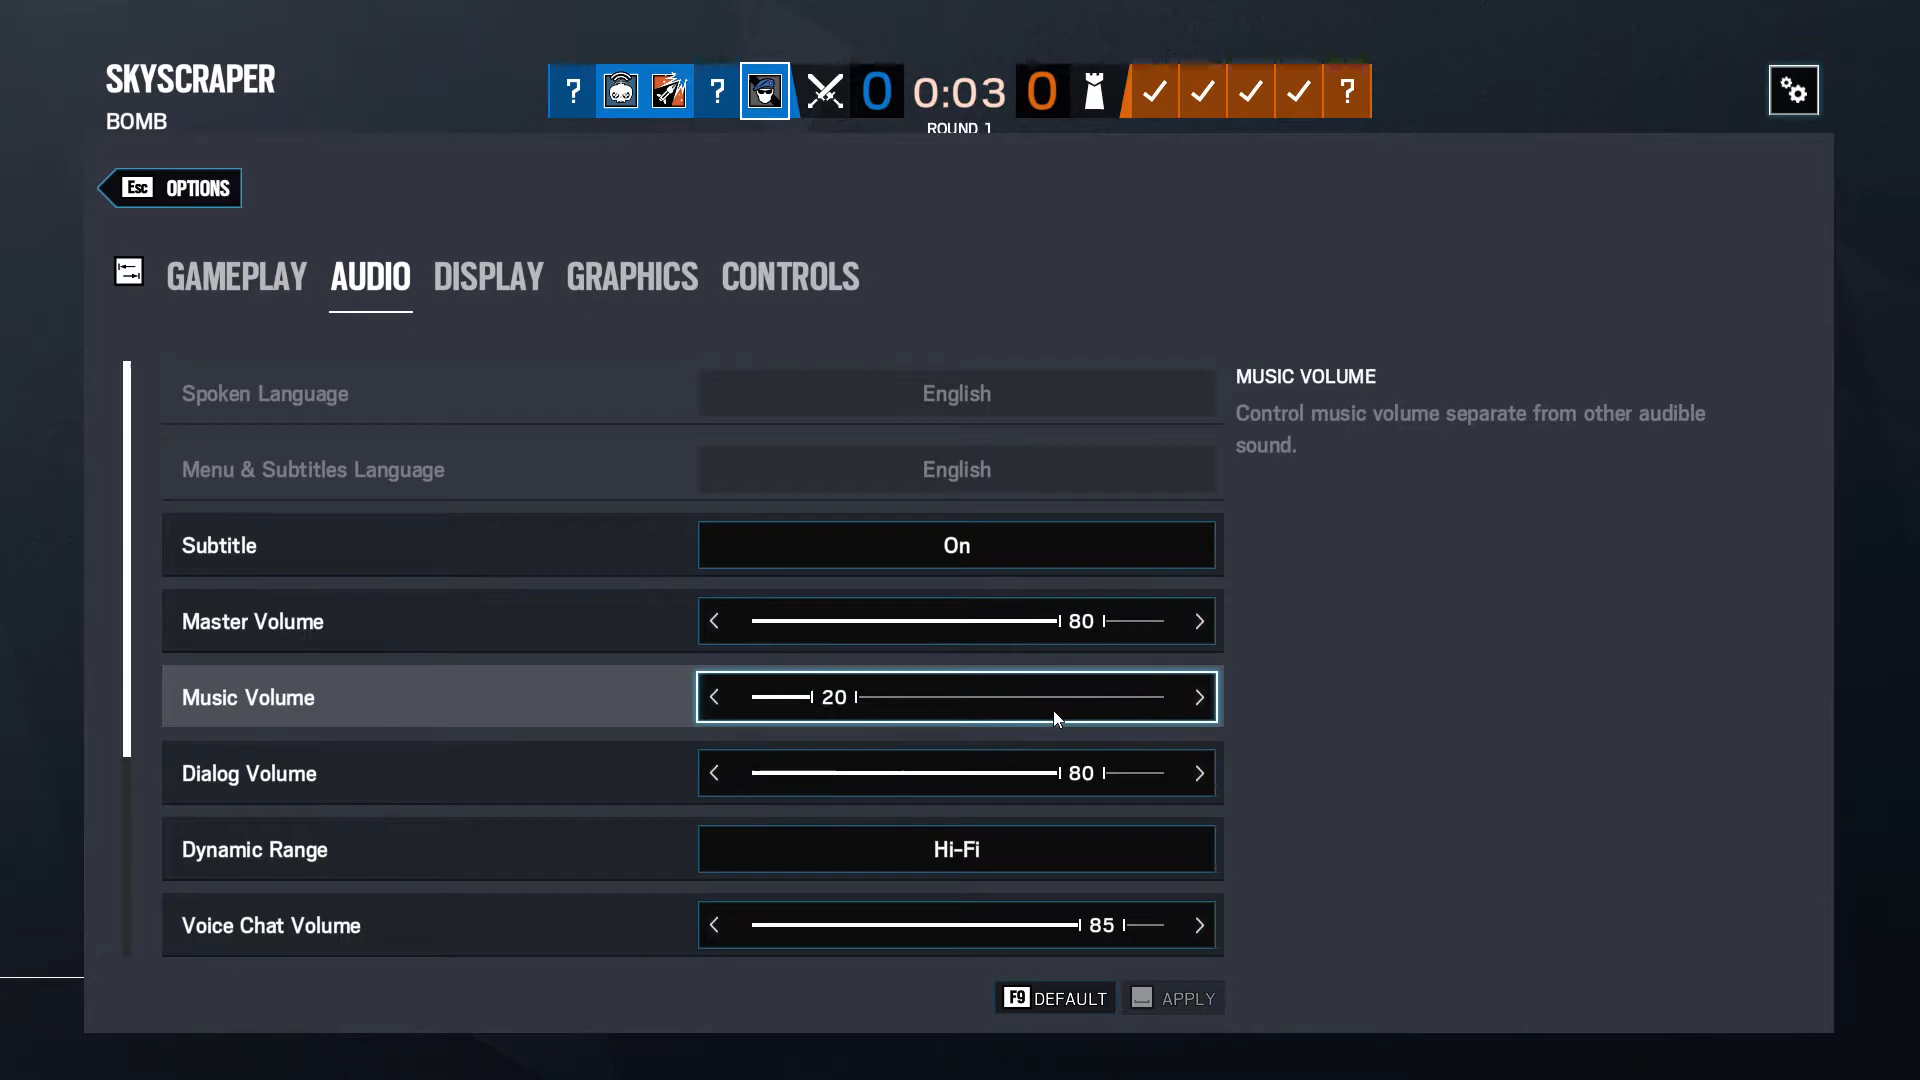 SKYSCRAPER
BOMB
? ? 0 0:03 0 ?
ROUND 1
Esc OPTIONS
GAMEPLAY AUDIO DISPLAY GRAPHICS CONTROLS
Spoken Language English
Menu & Subtitles Language English
Subtitle On
Master Volume 80
Music Volume 20
Dialog Volume 80
Dynamic Range Hi-Fi
Voice Chat Volume 85
MUSIC VOLUME
Control music volume separate from other audible
sound.
F9 DEFAULT APPLY